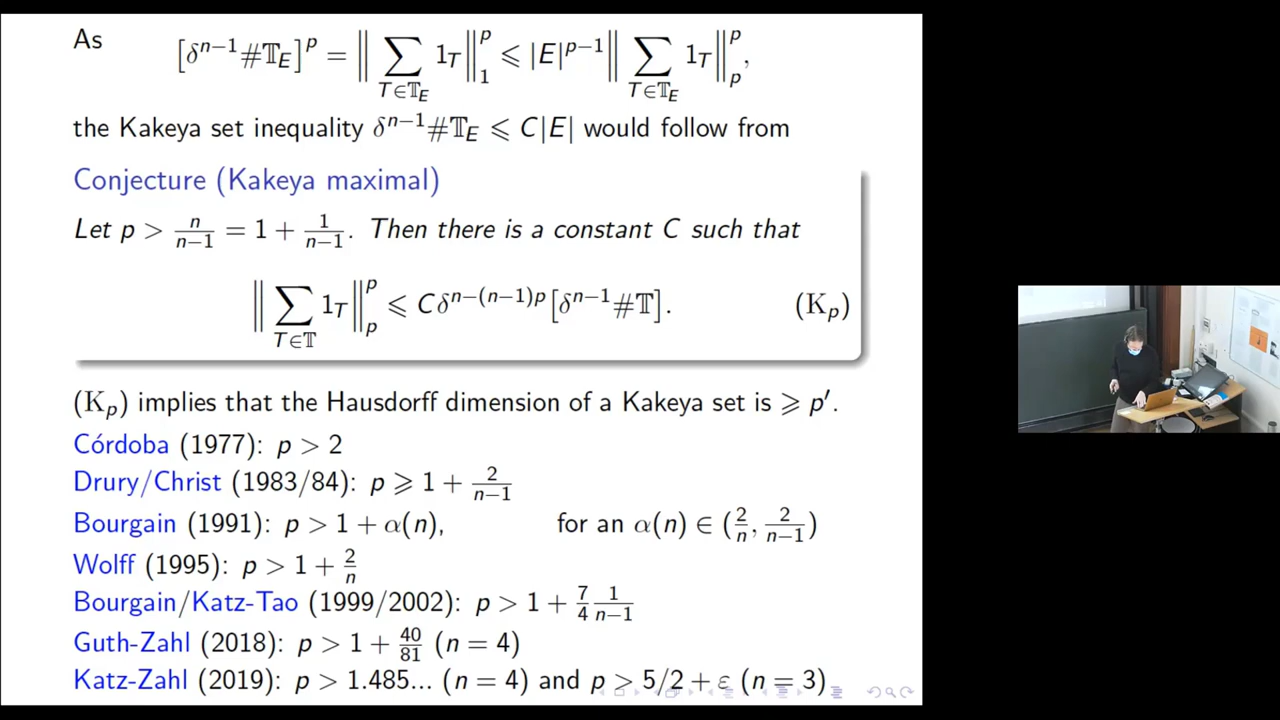 As [δⁿ⁻¹#𝕋_E]^p = ‖∑_{T∈𝕋_E} 1_T‖_1^p ⩽ |E|^{p−1}‖∑_{T∈𝕋_E} 1_T‖_p^p,
the Kakeya set inequality δⁿ⁻¹#𝕋_E ⩽ C|E| would follow from
Conjecture (Kakeya maximal)
Let p > n/(n−1) = 1 + 1/(n−1). Then there is a constant C such that
‖∑_{T∈𝕋} 1_T‖_p^p ⩽ Cδ^{n−(n−1)p}[δⁿ⁻¹#𝕋]. (K_p)
(K_p) implies that the Hausdorff dimension of a Kakeya set is ⩾ p′.
Córdoba (1977): p > 2
Drury/Christ (1983/84): p ⩾ 1 + 2/(n−1)
Bourgain (1991): p > 1 + α(n), for an α(n) ∈ (2/n, 2/(n−1))
Wolff (1995): p > 1 + 2/n
Bourgain/Katz-Tao (1999/2002): p > 1 + 7/4 1/(n−1)
Guth-Zahl (2018): p > 1 + 40/81 (n = 4)
Katz-Zahl (2019): p > 1.485... (n = 4) and p > 5/2 + ε (n = 3)